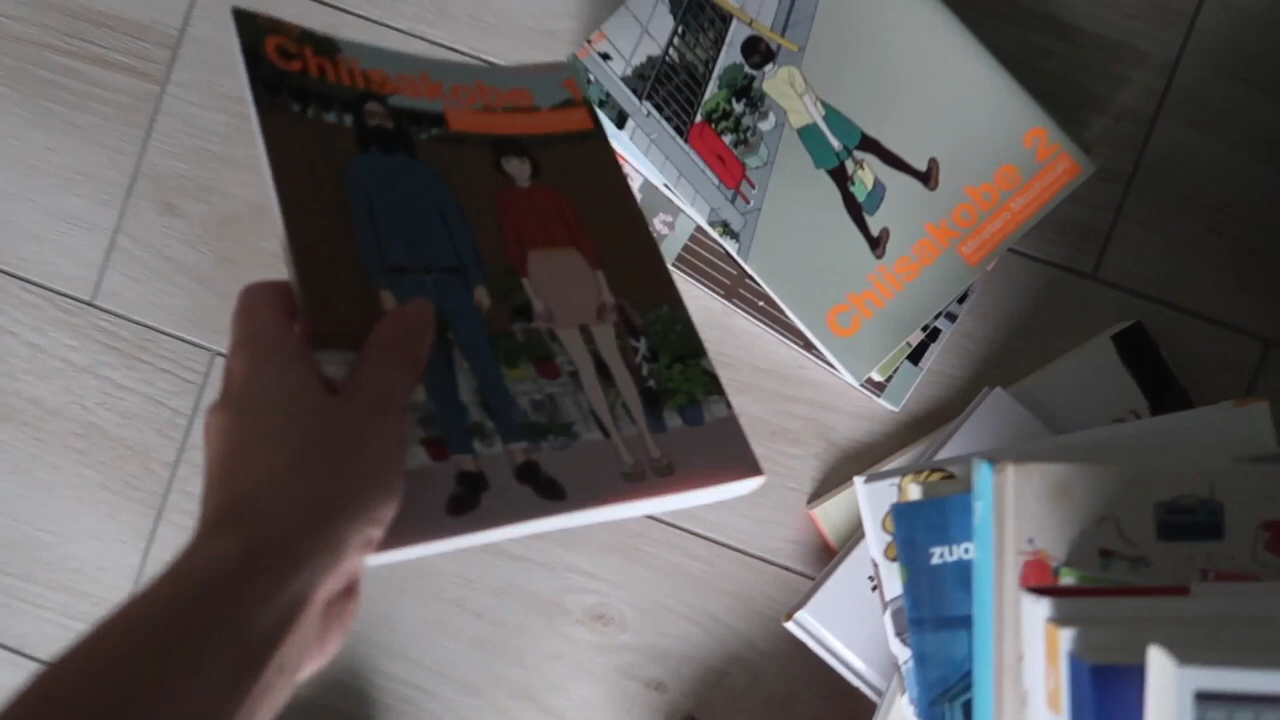 Chiisakobe 1
Chiisakobe 2
Minetaro Mochizuki
zuo